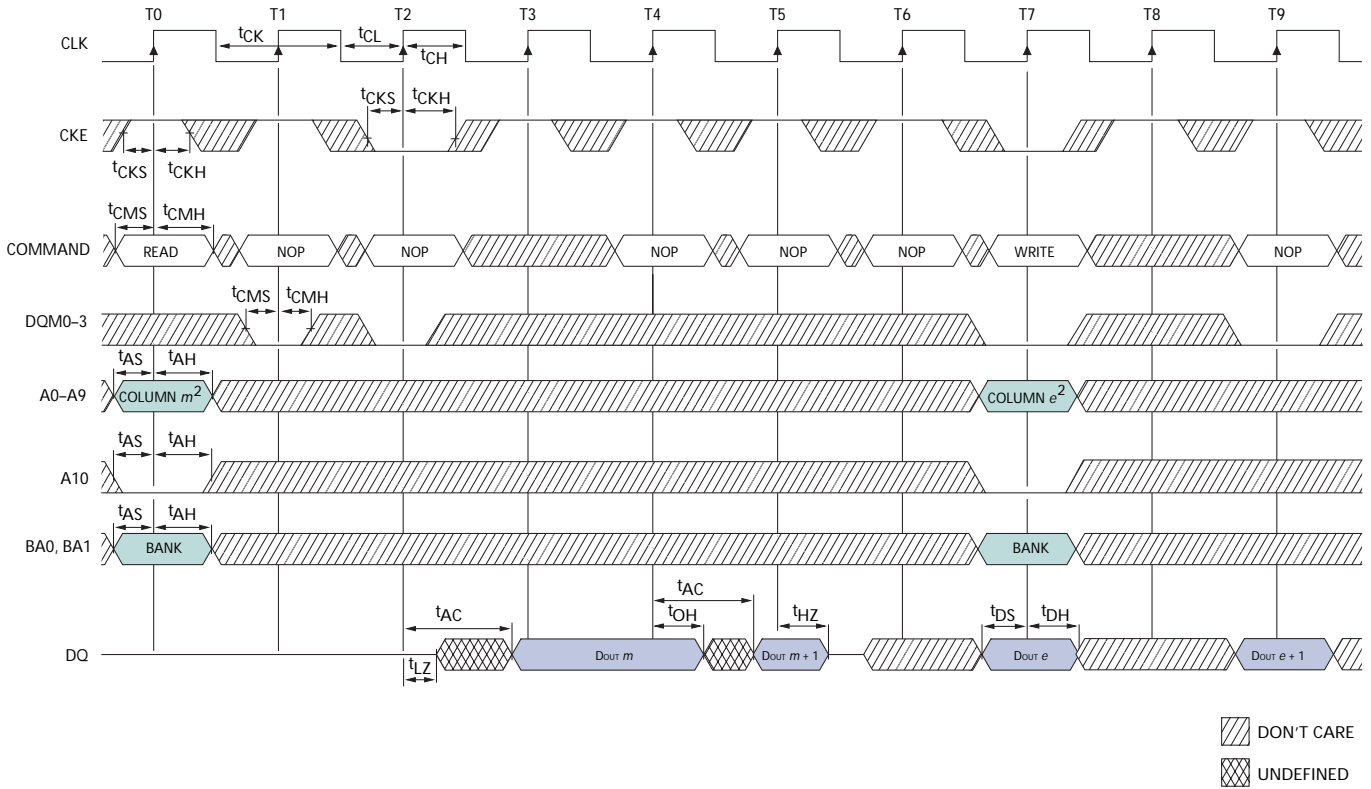 T0 T1 T2 T3 T4 T5 T6 T7 T8 T9
CLK tCK tCL tCH
tCKS tCKH
CKE
tCKS tCKH
tCMS tCMH
COMMAND READ NOP NOP NOP NOP NOP WRITE NOP
tCMS tCMH
DQM0–3
tAS tAH
A0–A9 COLUMN m2 COLUMN e2
tAS tAH
A10
tAS tAH
BA0, BA1 BANK BANK
tAC tAC tOH tHZ tDS tDH
DQ DOUT m DOUT m + 1 DOUT e DOUT e + 1
tLZ
DON'T CARE
UNDEFINED